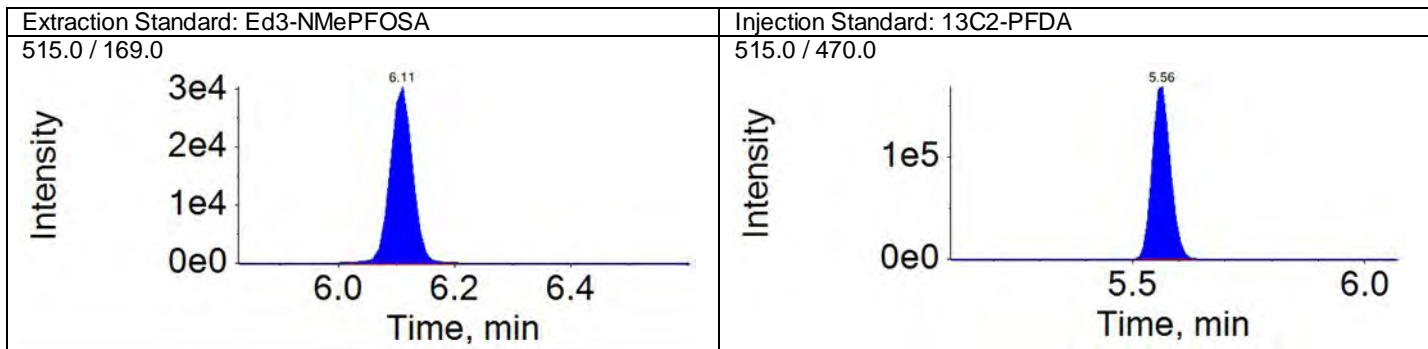 Extraction Standard: Ed3-NMePFOSA
515.0 / 169.0
6.11
3e4
2e4
1e4
0e0
Intensity
6.0 6.2 6.4
Time, min
Injection Standard: 13C2-PFDA
515.0 / 470.0
5.56
1e5
0e0
Intensity
5.5 6.0
Time, min